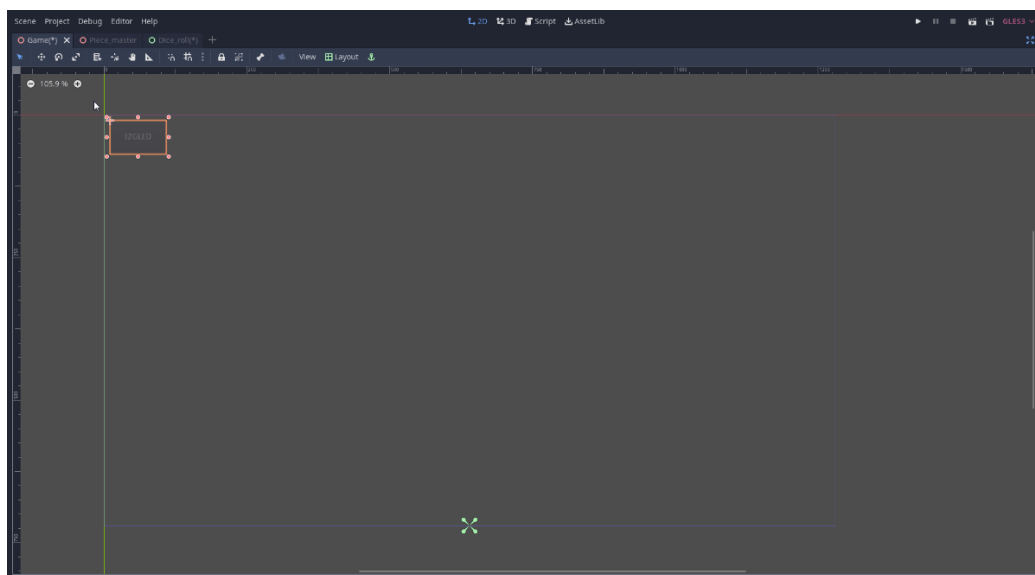 Scene Project Debug Editor Help 2D 3D Script AssetLib GLES3
Game(*) Piece_master Dice_roll(*)
View Layout
105.9 %